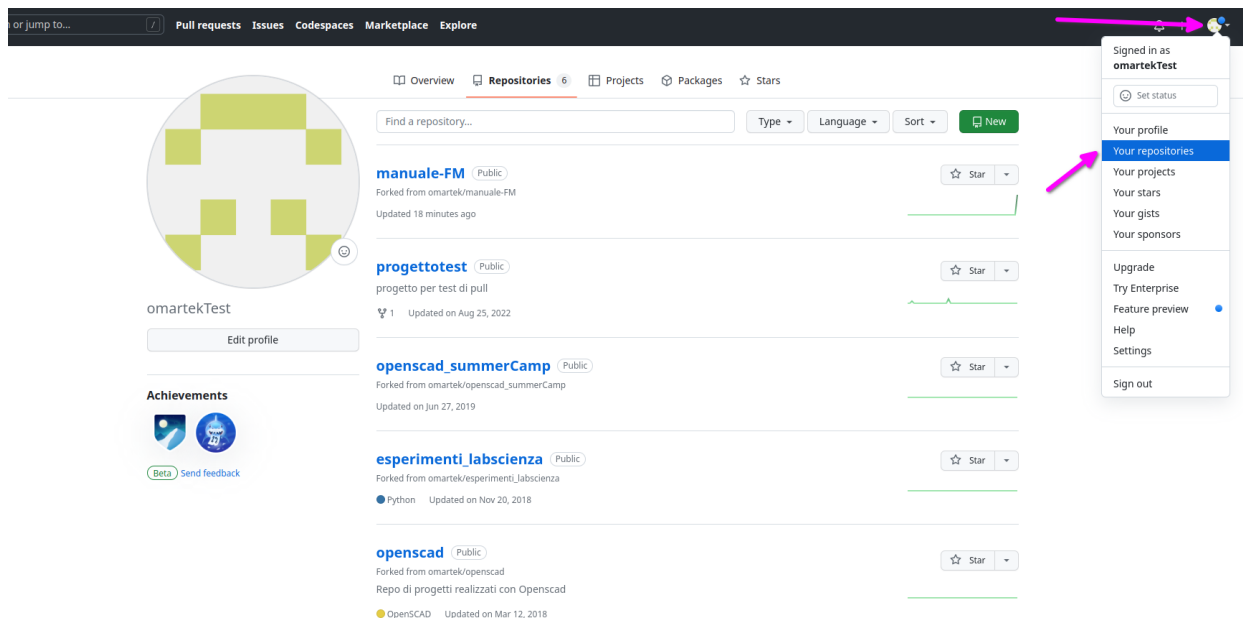 or jump to... /
Pull requests Issues Codespaces Marketplace Explore
Signed in as
omartekTest
Set status
Your profile
Your repositories
Your projects
Your stars
Your gists
Your sponsors
Upgrade
Try Enterprise
Feature preview
Help
Settings
Sign out
Overview Repositories 6 Projects Packages Stars
Find a repository... Type Language Sort New
omartekTest
Edit profile
Achievements
Beta Send feedback
manuale-FM Public Star
Forked from omartek/manuale-FM
Updated 18 minutes ago
progettotest Public Star
progetto per test di pull
1 Updated on Aug 25, 2022
openscad_summerCamp Public Star
Forked from omartek/openscad_summerCamp
Updated on Jun 27, 2019
esperimenti_labscienza Public Star
Forked from omartek/esperimenti_labscienza
Python Updated on Nov 20, 2018
openscad Public Star
Forked from omartek/openscad
Repo di progetti realizzati con Openscad
OpenSCAD Updated on Mar 12, 2018